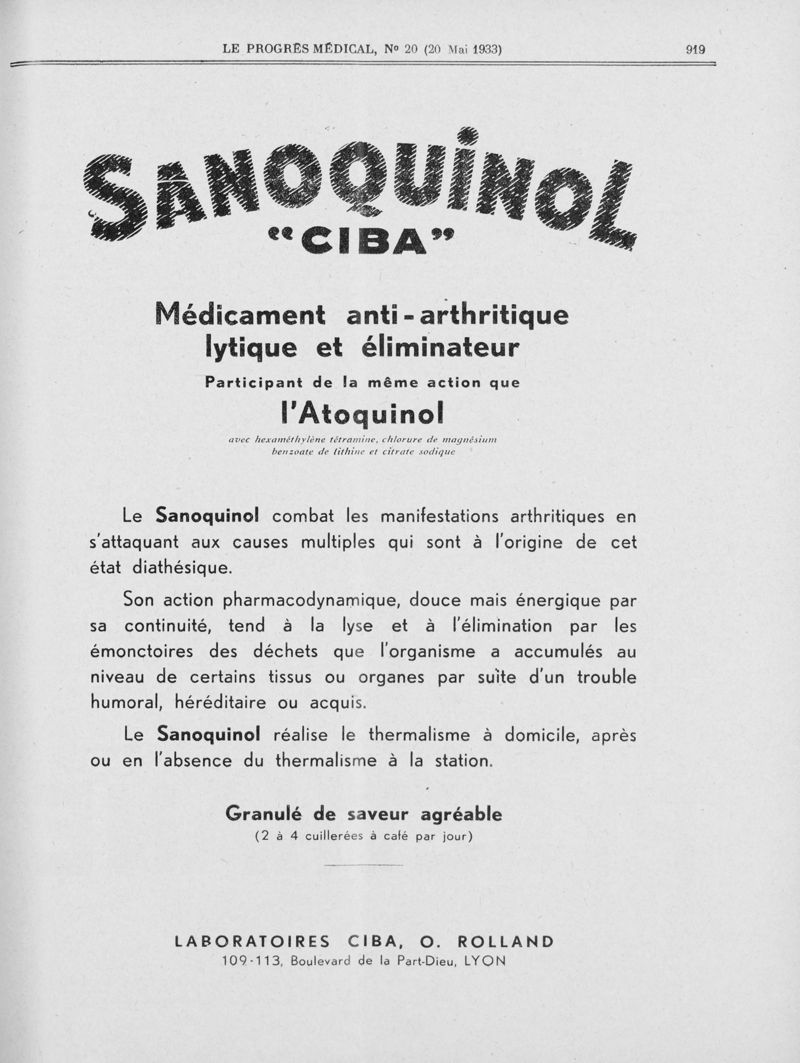 LE PROGRÈS MÉDICAL, Nº 20 (20 Mai 1933)
919
SANOQUINOL
“CIBA”
Médicament anti-arthritique
lytique et éliminateur
Participant de la même action que
l'Atoquinol
avec hexaméthylène tétramine, chlorure de magnésium
benzoate de lithine et citrate sodique
Le Sanoquinol combat les manifestations arthritiques en
s'attaquant aux causes multiples qui sont à l'origine de cet
état diathésique.
Son action pharmacodynamique, douce mais énergique par
sa continuité, tend à la lyse et à l'élimination par les
émonctoires des déchets que l'organisme a accumulés au
niveau de certains tissus ou organes par suite d'un trouble
humoral, héréditaire ou acquis.
Le Sanoquinol réalise le thermalisme à domicile, après
ou en l'absence du thermalisme à la station.
Granulé de saveur agréable
(2 à 4 cuillerées à café par jour)
LABORATOIRES CIBA, O. ROLLAND
109-113, Boulevard de la Part-Dieu, LYON